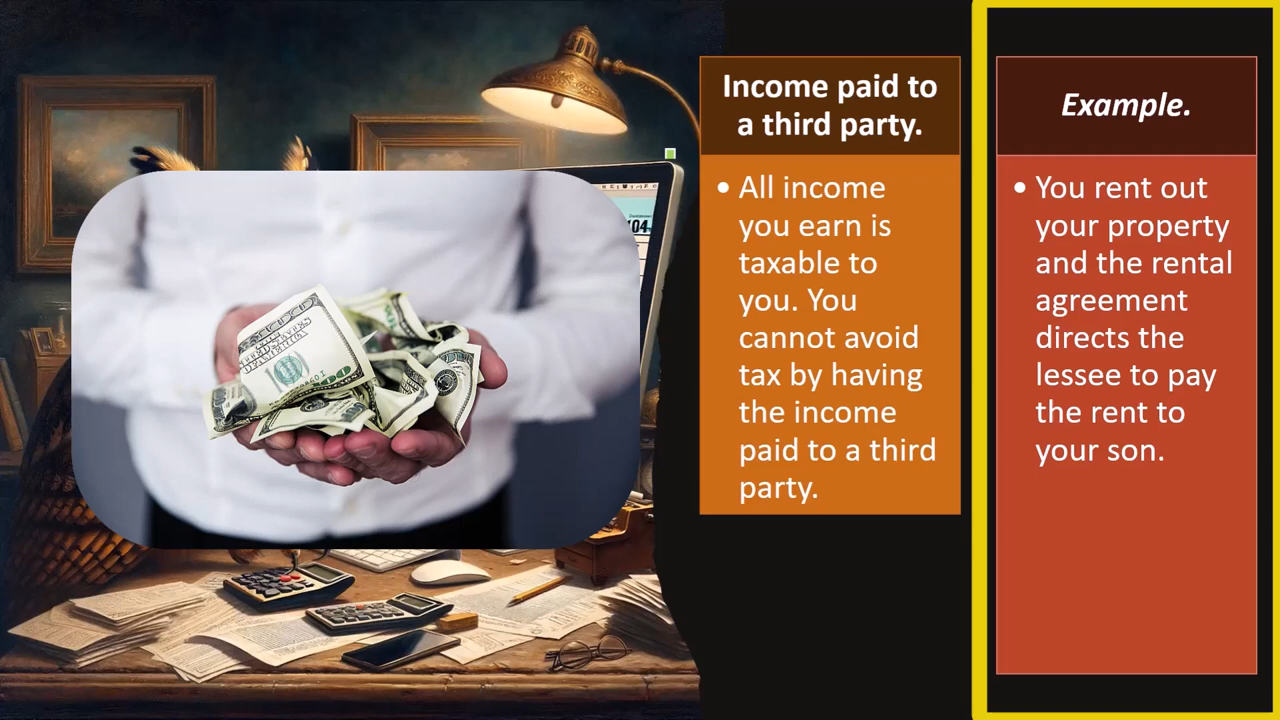 Income paid to
a third party.
• All income
you earn is
taxable to
you. You
cannot avoid
tax by having
the income
paid to a third
party.
Example.
• You rent out
your property
and the rental
agreement
directs the
lessee to pay
the rent to
your son.
104